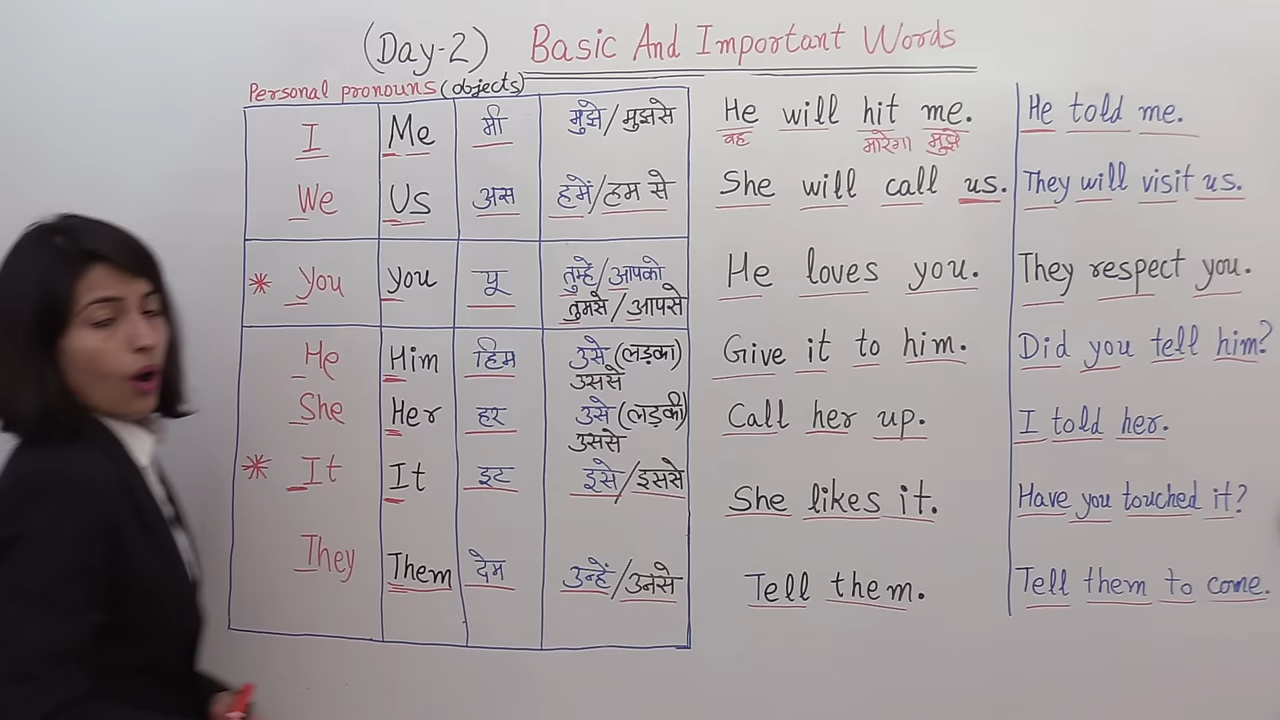 (Day-2) Basic And Important Words
Personal pronouns (objects)
I Me मी मुझे/मुझसे He will hit me. He told me.
वह मारेगा। मुझे
We Us अस हमें/हम से She will call us. They will visit us.
* You You यू तुम्हें/आपको He loves you. They respect you.
तुमसे/आपसे
He Him हिम उसे (लड़का) Give it to him. Did you tell him?
उससे
She Her हर उसे (लड़की) Call her up. I told her.
उससे
* It It इट इसे/इससे She likes it. Have you touched it?
They Them देम उन्हें/उनसे Tell them. Tell them to come.